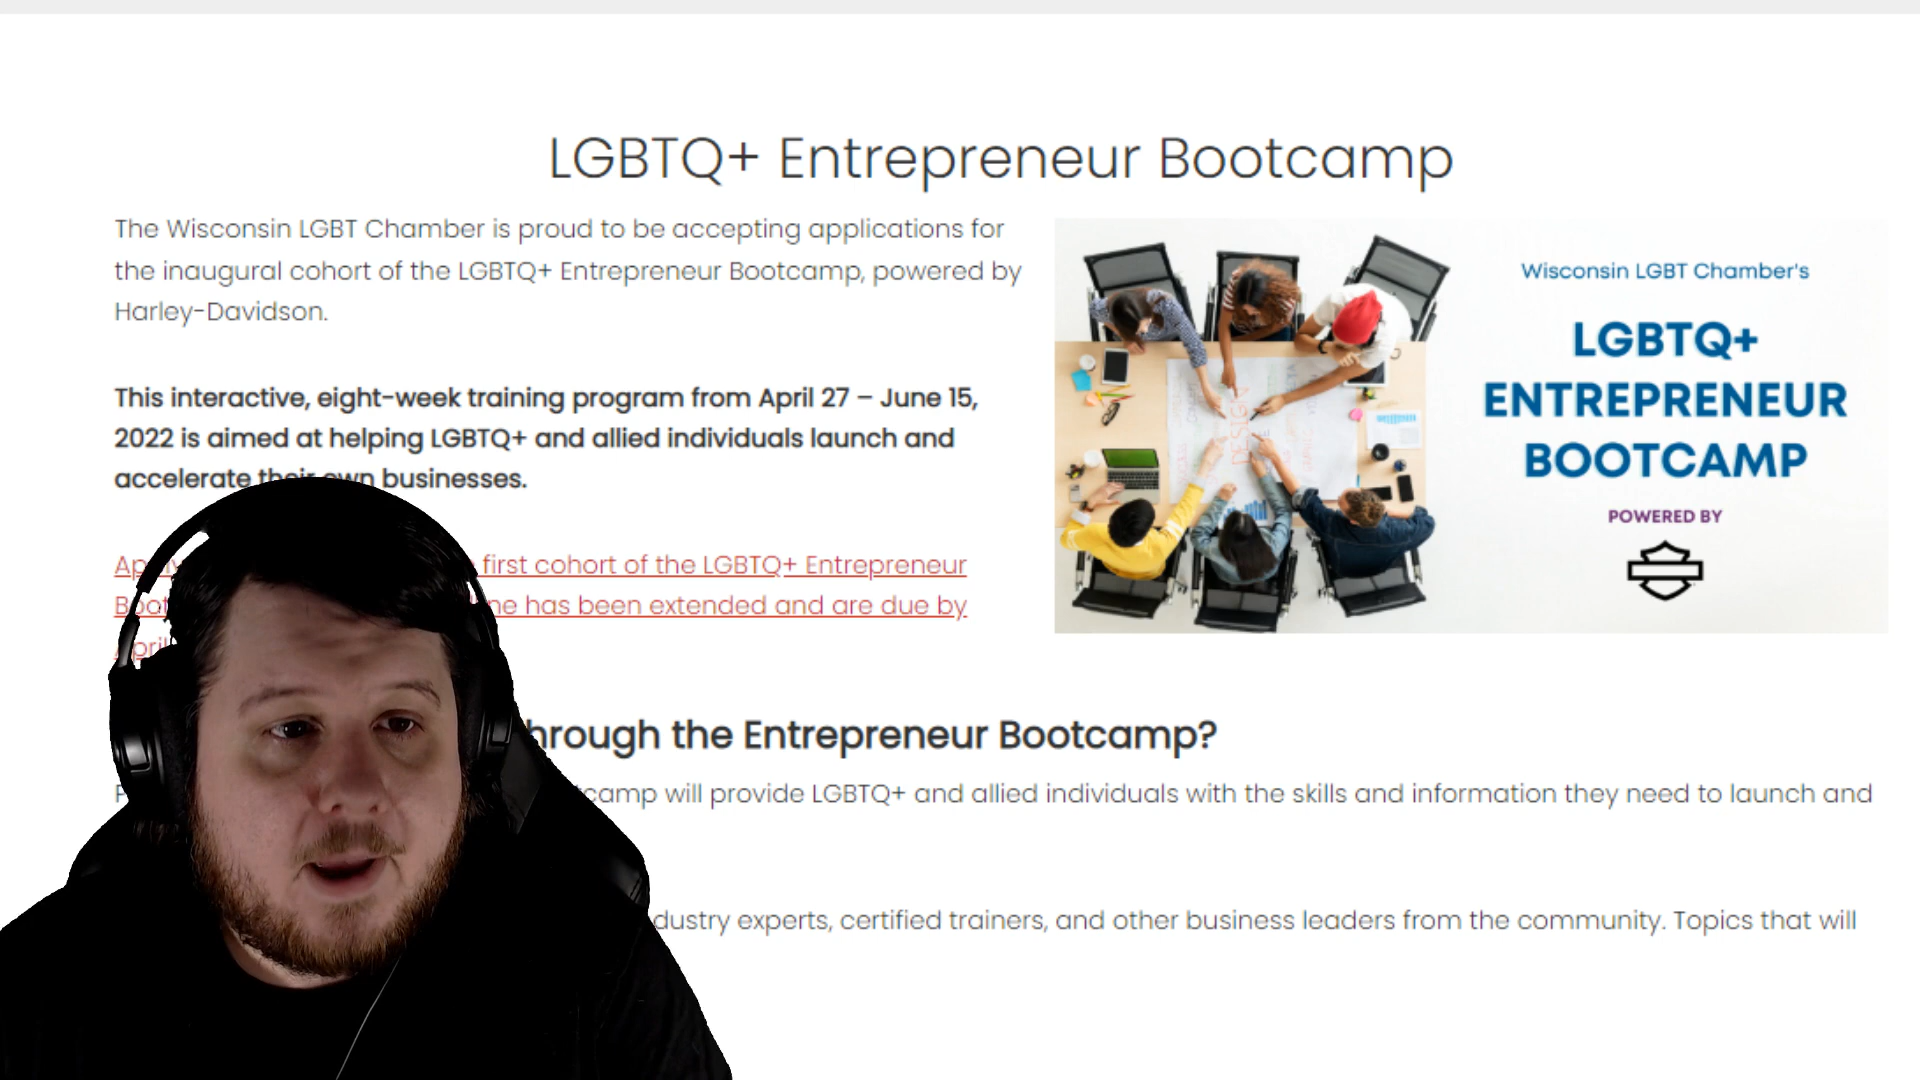 LGBTQ+ Entrepreneur Bootcamp
The Wisconsin LGBT Chamber is proud to be accepting applications for
the inaugural cohort of the LGBTQ+ Entrepreneur Bootcamp, powered by
Harley-Davidson.
This interactive, eight-week training program from April 27 – June 15,
2022 is aimed at helping LGBTQ+ and allied individuals launch and
accelerate their own businesses.
first cohort of the LGBTQ+ Entrepreneur
has been extended and are due by
Wisconsin LGBT Chamber's
LGBTQ+
ENTREPRENEUR
BOOTCAMP
POWERED BY
DESIGN
the Entrepreneur Bootcamp?
will provide LGBTQ+ and allied individuals with the skills and information they need to launch and
experts, certified trainers, and other business leaders from the community. Topics that will